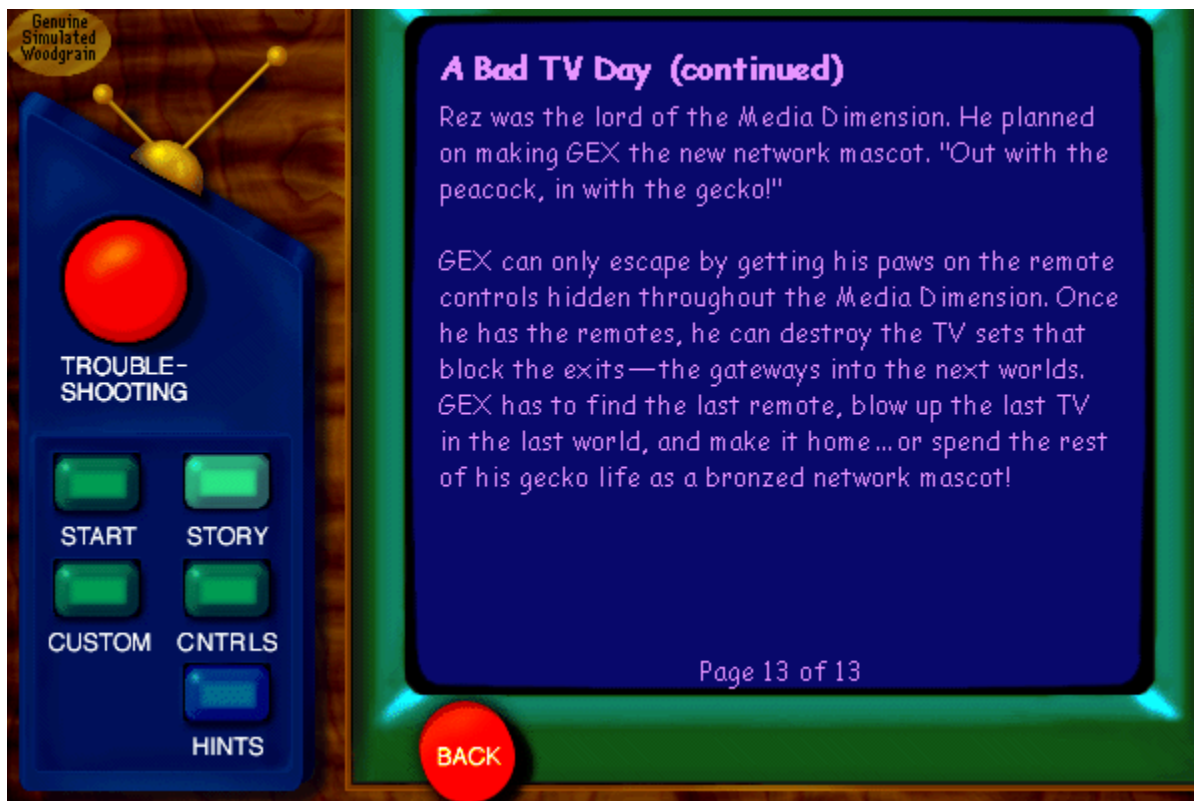 Genuine
Simulated
Woodgrain
TROUBLE-
SHOOTING
START
STORY
CUSTOM
CNTRLS
HINTS
A Bad TV Day (continued)
Rez was the lord of the Media Dimension. He planned
on making GEX the new network mascot. "Out with the
peacock, in with the gecko!"
GEX can only escape by getting his paws on the remote
controls hidden throughout the Media Dimension. Once
he has the remotes, he can destroy the TV sets that
block the exits—the gateways into the next worlds.
GEX has to find the last remote, blow up the last TV
in the last world, and make it home...or spend the rest
of his gecko life as a bronzed network mascot!
Page 13 of 13
BACK